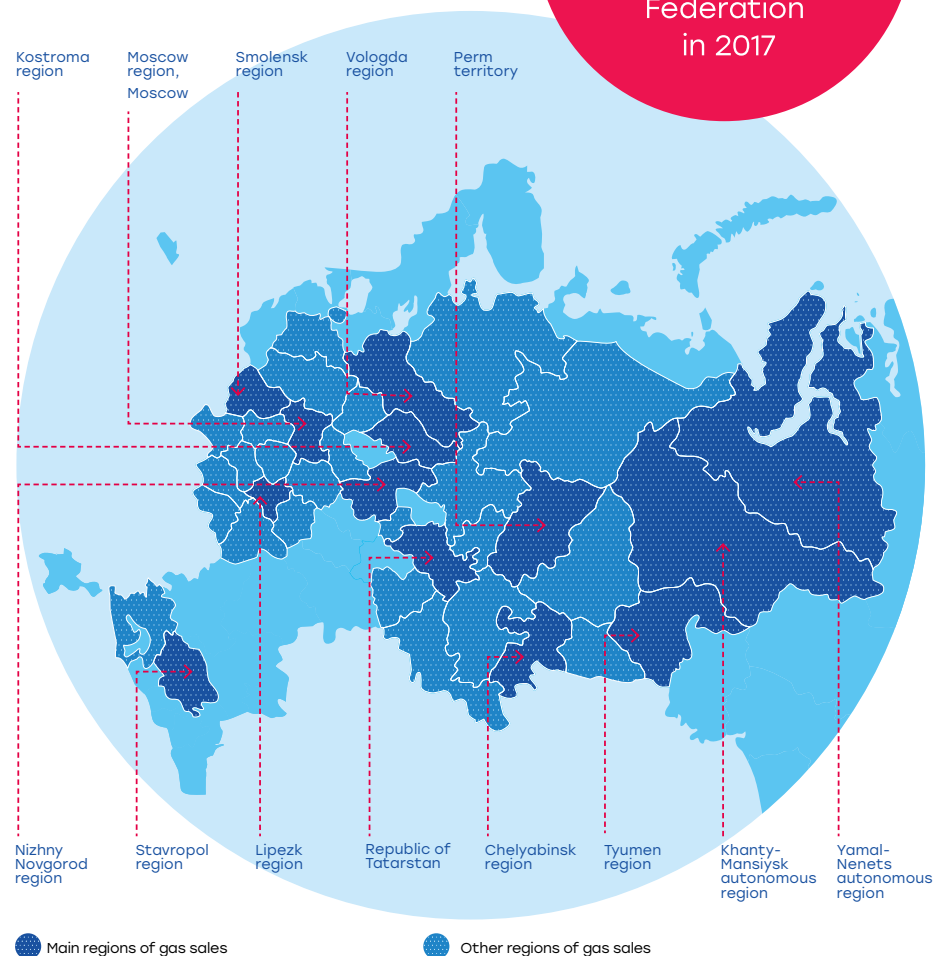 Federation
in 2017
Kostroma
region
Moscow
region,
Moscow
Smolensk
region
Vologda
region
Perm
territory
Nizhny
Novgorod
region
Stavropol
region
Lipezk
region
Republic of
Tatarstan
Chelyabinsk
region
Tyumen
region
Khanty-
Mansiysk
autonomous
region
Yamal-
Nenets
autonomous
region
Main regions of gas sales
Other regions of gas sales